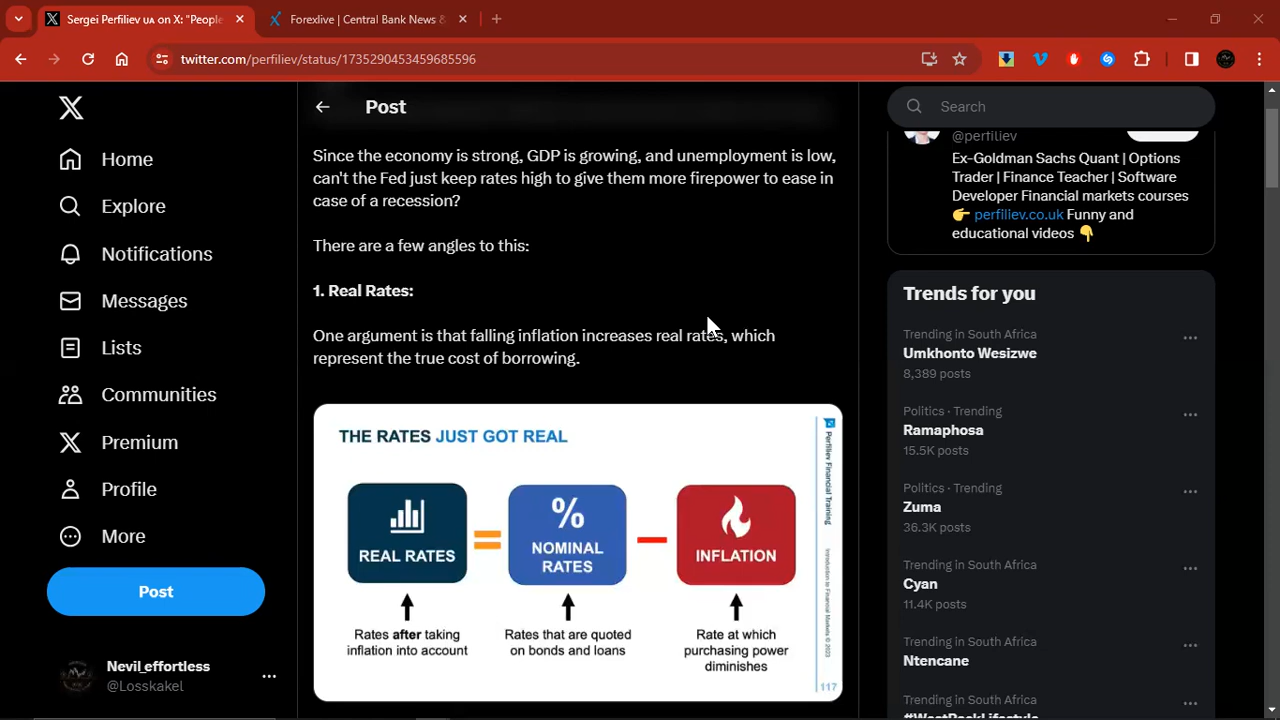 Sergei Perfiliev 🇺🇦 on X: "People
Forexlive | Central Bank News &
twitter.com/perfiliev/status/1735290453459685596
Home
Explore
Notifications
Messages
Lists
Communities
Premium
Profile
More
Post
Nevil_effortless
@Losskakel
Post
Since the economy is strong, GDP is growing, and unemployment is low,
can't the Fed just keep rates high to give them more firepower to ease in
case of a recession?
There are a few angles to this:
1. Real Rates:
One argument is that falling inflation increases real rates, which
represent the true cost of borrowing.
THE RATES JUST GOT REAL
REAL RATES
=
%
NOMINAL
RATES
–
INFLATION
Rates after taking
inflation into account
Rates that are quoted
on bonds and loans
Rate at which
purchasing power
diminishes
Perfiliev Financial Training
Introduction to Financial Markets © 2023
117
Search
@perfiliev
Ex-Goldman Sachs Quant | Options
Trader | Finance Teacher | Software
Developer Financial markets courses
👉 perfiliev.co.uk Funny and
educational videos 👇
Trends for you
Trending in South Africa
Umkhonto Wesizwe
8,389 posts
Politics · Trending
Ramaphosa
15.5K posts
Politics · Trending
Zuma
36.3K posts
Trending in South Africa
Cyan
11.4K posts
Trending in South Africa
Ntencane
Trending in South Africa